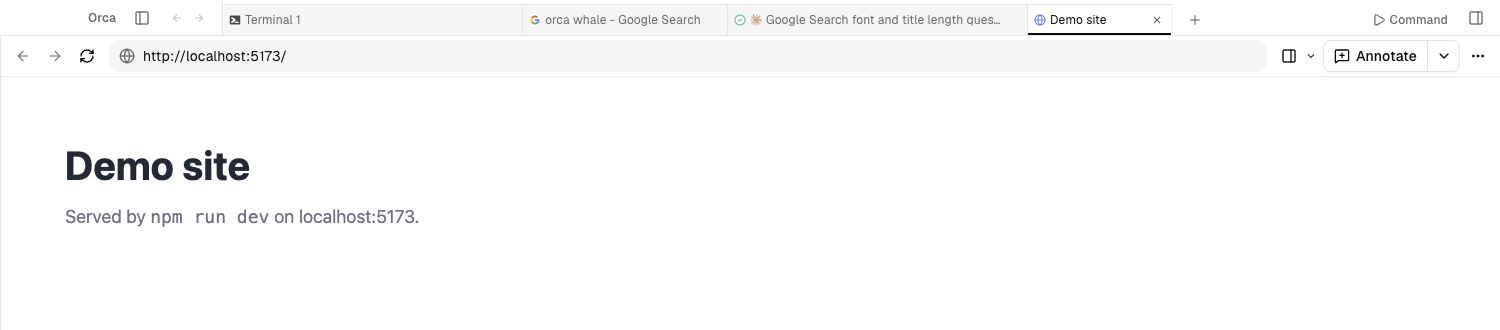 Orca
Terminal 1
orca whale - Google Search
Google Search font and title length ques...
Demo site
Command
http://localhost:5173/
Annotate
Demo site
Served by npm run dev on localhost:5173.